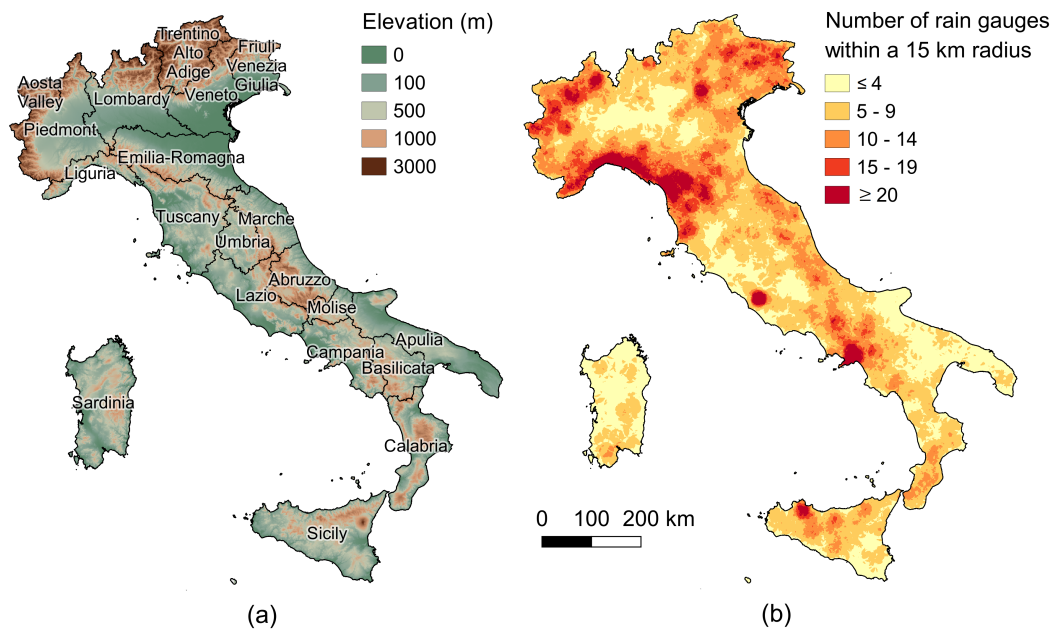 Elevation (m)
0
100
500
1000
3000
Trentino
Alto
Adige
Friuli
Venezia
Giulia
Aosta
Valley
Lombardy
Veneto
Piedmont
Emilia-Romagna
Liguria
Tuscany
Marche
Umbria
Abruzzo
Lazio
Molise
Apulia
Campania
Basilicata
Sardinia
Calabria
Sicily
(a)
Number of rain gauges
within a 15 km radius
≤ 4
5 - 9
10 - 14
15 - 19
≥ 20
0 100 200 km
(b)